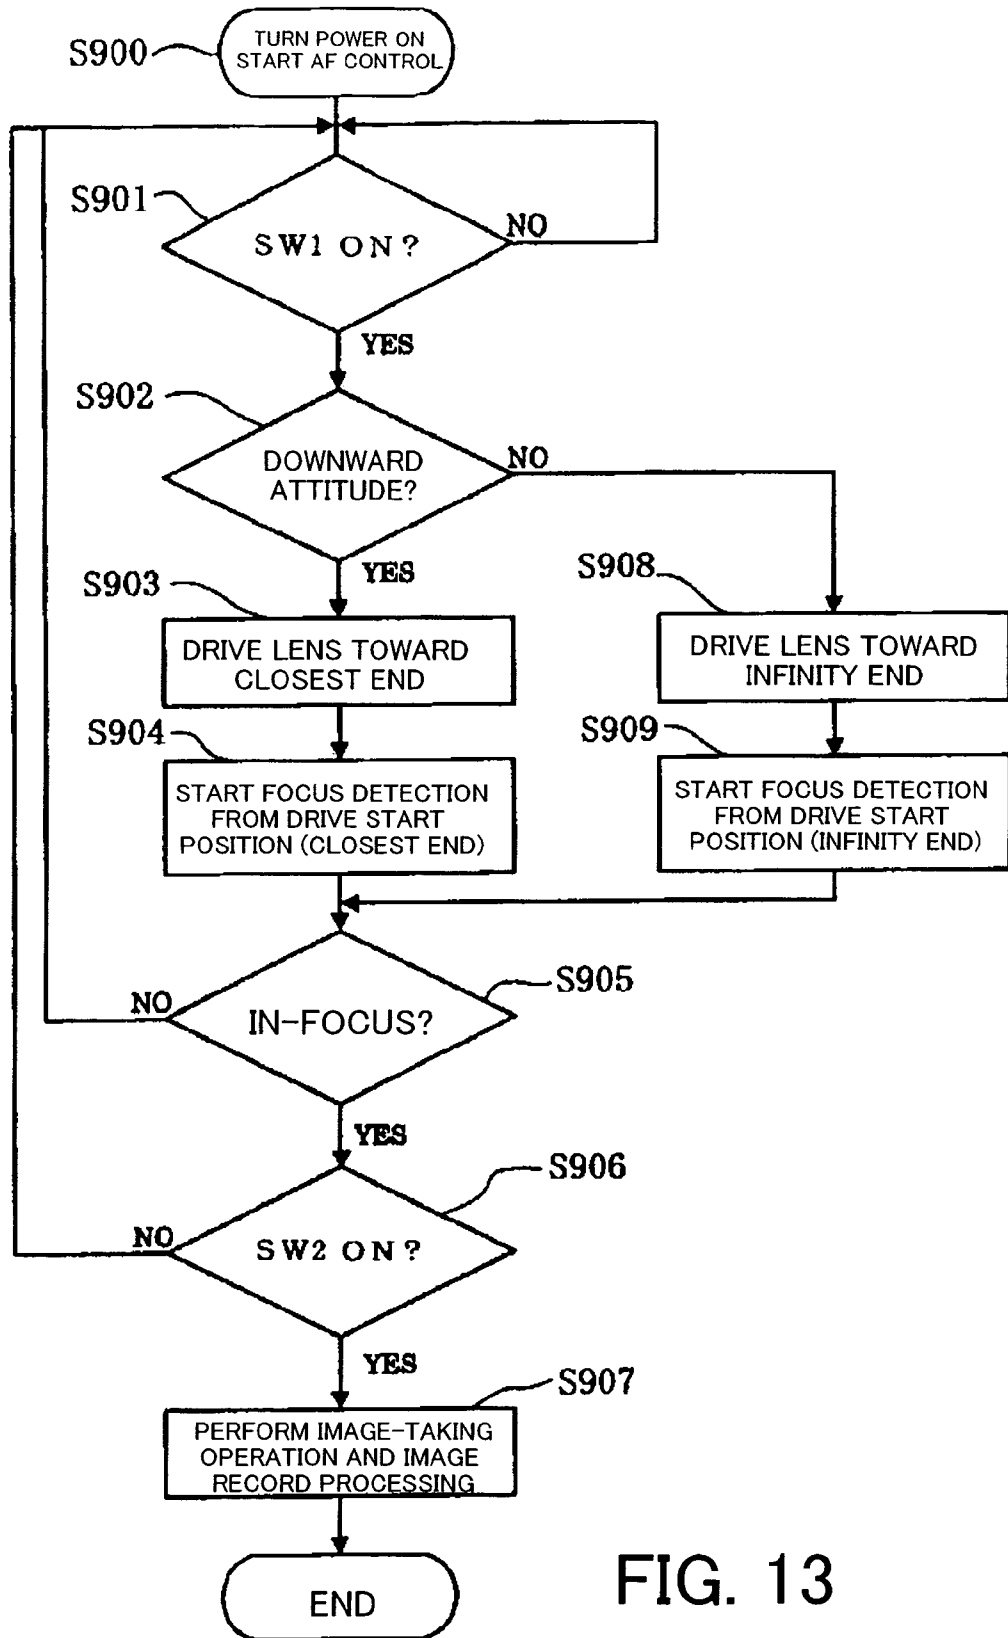 S900
TURN POWER ON
START AF CONTROL
S901
SW1 ON?
NO
YES
S902
DOWNWARD
ATTITUDE?
NO
YES
S903
DRIVE LENS TOWARD
CLOSEST END
S908
DRIVE LENS TOWARD
INFINITY END
S904
START FOCUS DETECTION
FROM DRIVE START
POSITION (CLOSEST END)
S909
START FOCUS DETECTION
FROM DRIVE START
POSITION (INFINITY END)
S905
NO
IN-FOCUS?
YES
S906
NO
SW2 ON?
YES
S907
PERFORM IMAGE-TAKING
OPERATION AND IMAGE
RECORD PROCESSING
END
FIG. 13